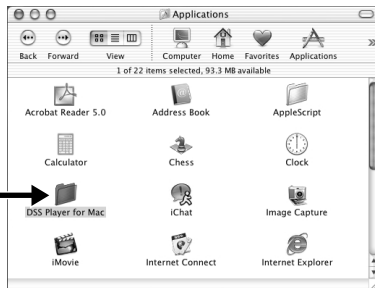 Applications
Back Forward View Computer Home Favorites Applications
1 of 22 items selected, 93.3 MB available
Acrobat Reader 5.0 Address Book AppleScript
Calculator Chess Clock
DSS Player for Mac iChat Image Capture
iMovie Internet Connect Internet Explorer